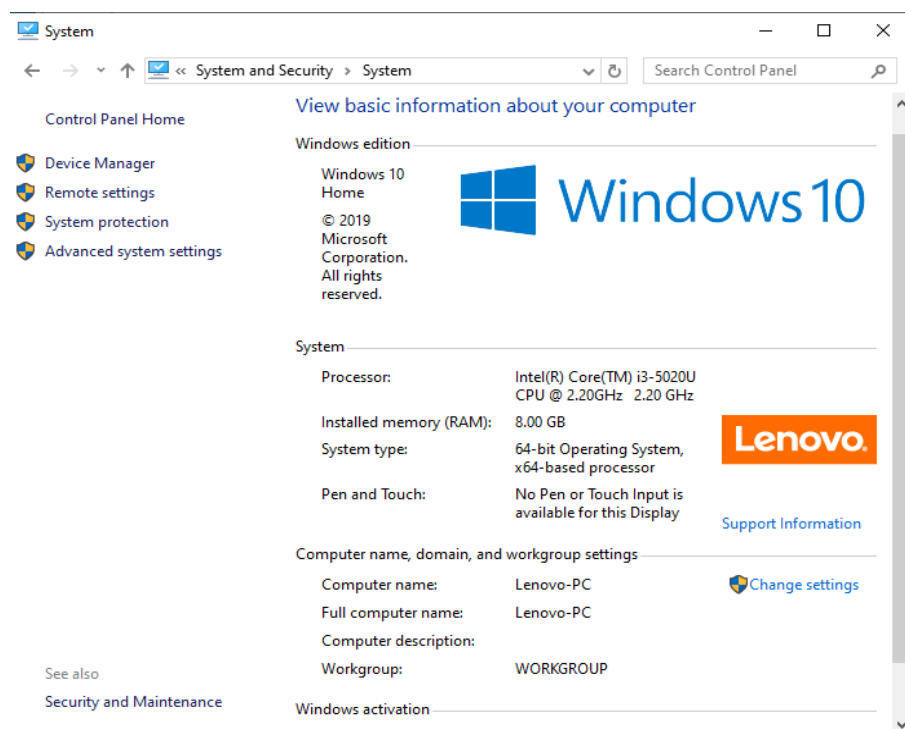 System
« System and Security › System
Search Control Panel
Control Panel Home
Device Manager
Remote settings
System protection
Advanced system settings
See also
Security and Maintenance
View basic information about your computer
Windows edition
Windows 10
Home
© 2019
Microsoft
Corporation.
All rights
reserved.
Windows 10
System
Processor:
Intel(R) Core(TM) i3-5020U
CPU @ 2.20GHz 2.20 GHz
Installed memory (RAM):
8.00 GB
System type:
64-bit Operating System,
x64-based processor
Pen and Touch:
No Pen or Touch Input is
available for this Display
Lenovo.
Support Information
Computer name, domain, and workgroup settings
Computer name:
Lenovo-PC
Change settings
Full computer name:
Lenovo-PC
Computer description:
Workgroup:
WORKGROUP
Windows activation